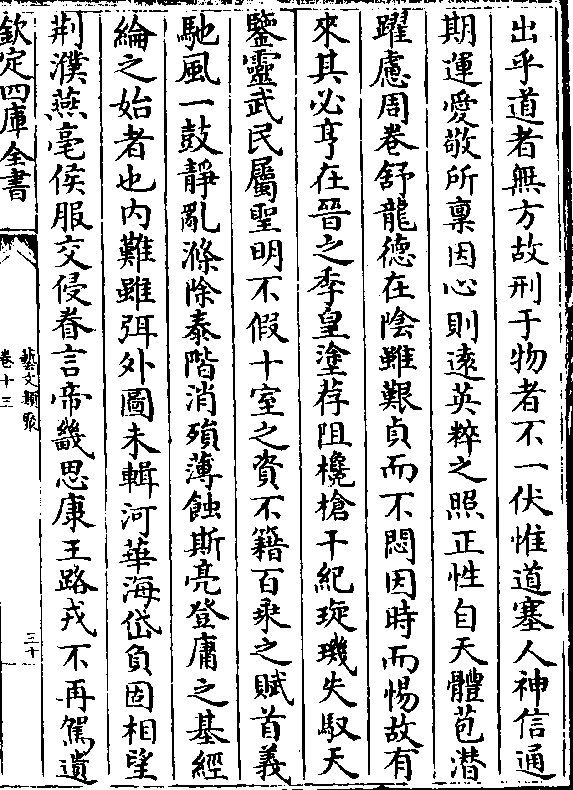 出乎道者無方故刑于物者不一伏惟道塞人神信通
期運愛敬所禀因心則遠英粹之照正性自天體苞潛
躍慮周卷舒龍德在陰雖艱貞而不悶因時而惕故有
來其必亨在晉之季皇塗荐阻欃槍干紀琁璣失馭天
鑒靈武民屬聖明不假十室之資不籍百乗之賦首義
馳風一鼓靜亂滌除泰階消殞薄蝕斯亮登庸之基經
綸之始者也内難雖弭外圖未輯河華海岱負固相望
荆濮燕亳侯服交侵眷言帝畿思康王路戎不再駕遺
欽定四庫全書
藝文類聚
卷十三
三十